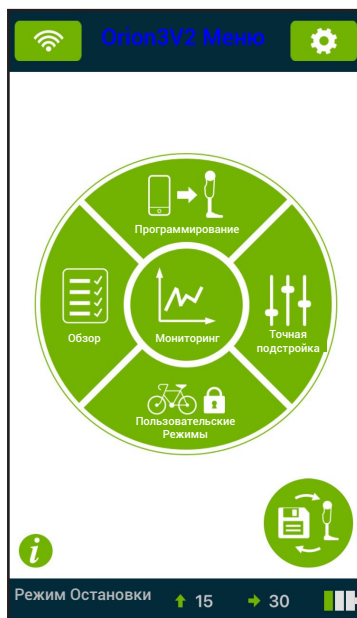 Orion3V2 Меню
Программирование
Обзор
Мониторинг
Точная
подстройка
Пользовательские
Режимы
i
Режим Остановки
15
30